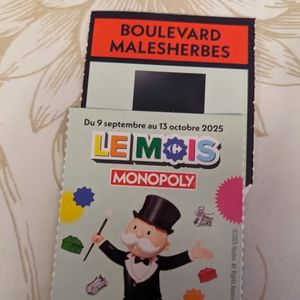 BOULEVARD
MALESHERBES
Du 9 septembre au 13 octobre 2025
LE MOIS
MONOPOLY